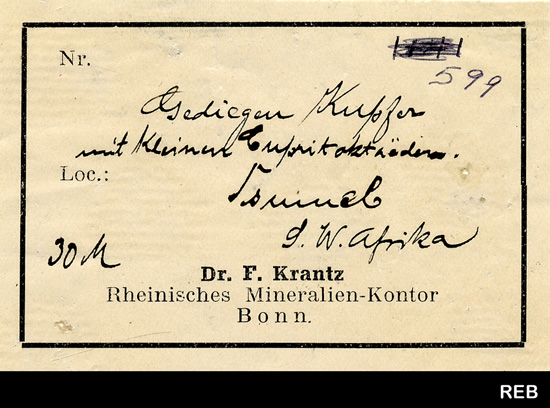 Nr.
599
Gediegen Kupfer
mit kleinen Cupritoktaëdern.
Loc.:
Tsumeb
S. W. Afrika
30 M
Dr. F. Krantz
Rheinisches Mineralien-Kontor
Bonn.
REB